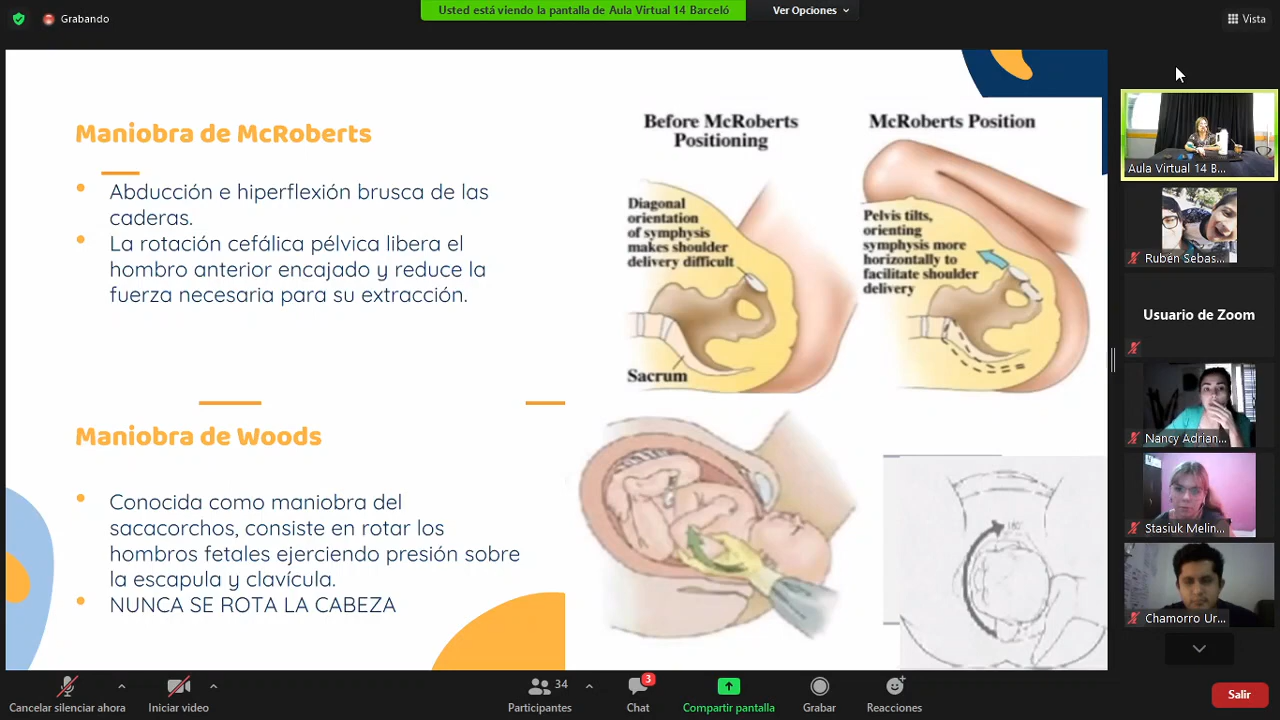 Grabando
Usted está viendo la pantalla de Aula Virtual 14 Barceló
Ver Opciones
Vista
Maniobra de McRoberts
Abducción e hiperflexión brusca de las
caderas.
La rotación cefálica pélvica libera el
hombro anterior encajado y reduce la
fuerza necesaria para su extracción.
Before McRoberts
Positioning
Diagonal
orientation
of symphysis
makes shoulder
delivery difficult
Sacrum
McRoberts Position
Pelvis tilts,
orienting
symphysis more
horizontally to
facilitate shoulder
delivery
Maniobra de Woods
Conocida como maniobra del
sacacorchos, consiste en rotar los
hombros fetales ejerciendo presión sobre
la escapula y clavícula.
NUNCA SE ROTA LA CABEZA
180°
Aula Virtual 14 B...
Ruben Sebas...
Usuario de Zoom
Nancy Adrian...
Stasiuk Melin...
Chamorro Ur...
Cancelar silenciar ahora
Iniciar video
34
Participantes
3
Chat
Compartir pantalla
Grabar
Reacciones
Salir